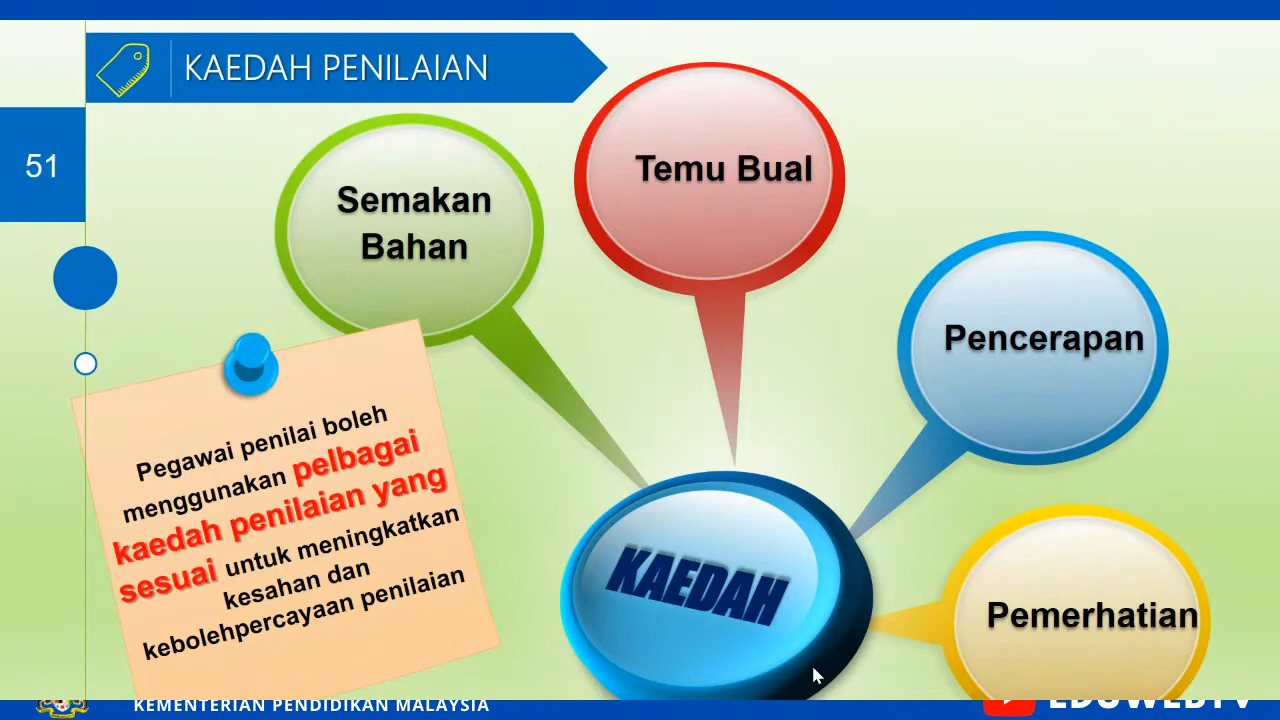 KAEDAH PENILAIAN
51
Semakan
Bahan
Temu Bual
Pencerapan
Pemerhatian
KAEDAH
Pegawai penilai boleh
menggunakan pelbagai
kaedah penilaian yang
sesuai untuk meningkatkan
kesahan dan
kebolehpercayaan penilaian
KEMENTERIAN PENDIDIKAN MALAYSIA
EDUWEBTV